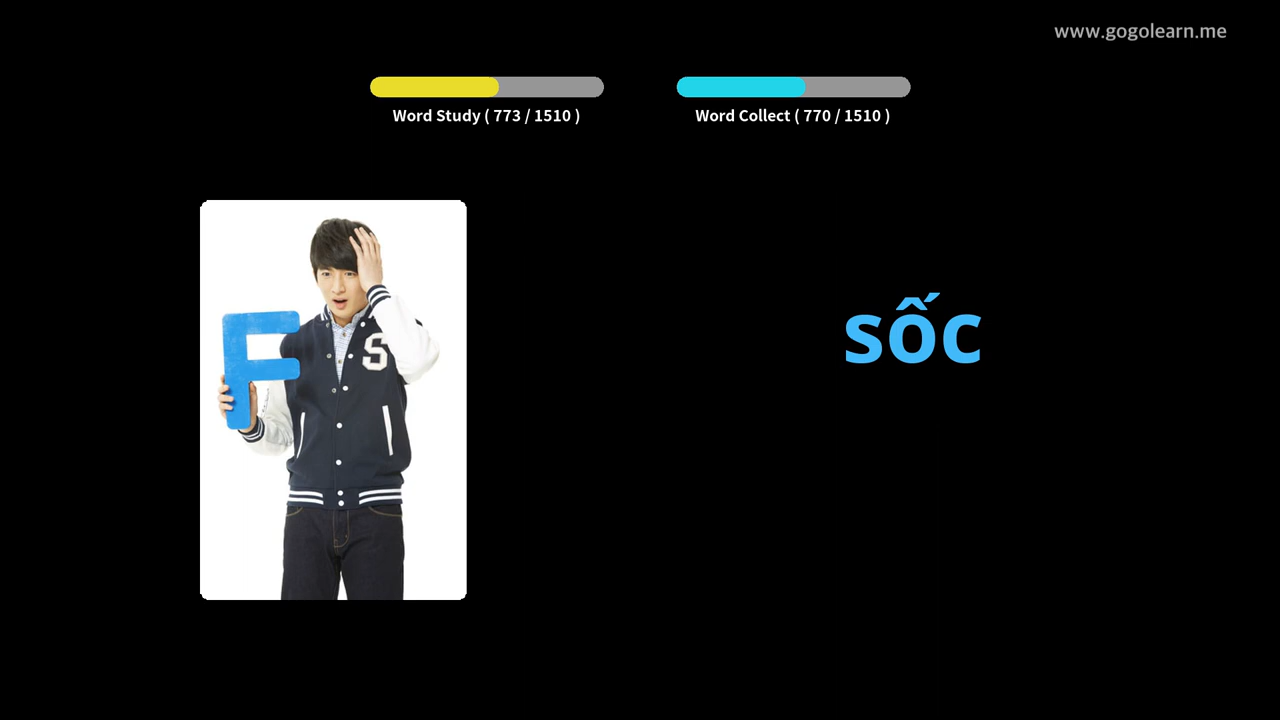 www.gogolearn.me
Word Study ( 773 / 1510 )
Word Collect ( 770 / 1510 )
F
S
sốc